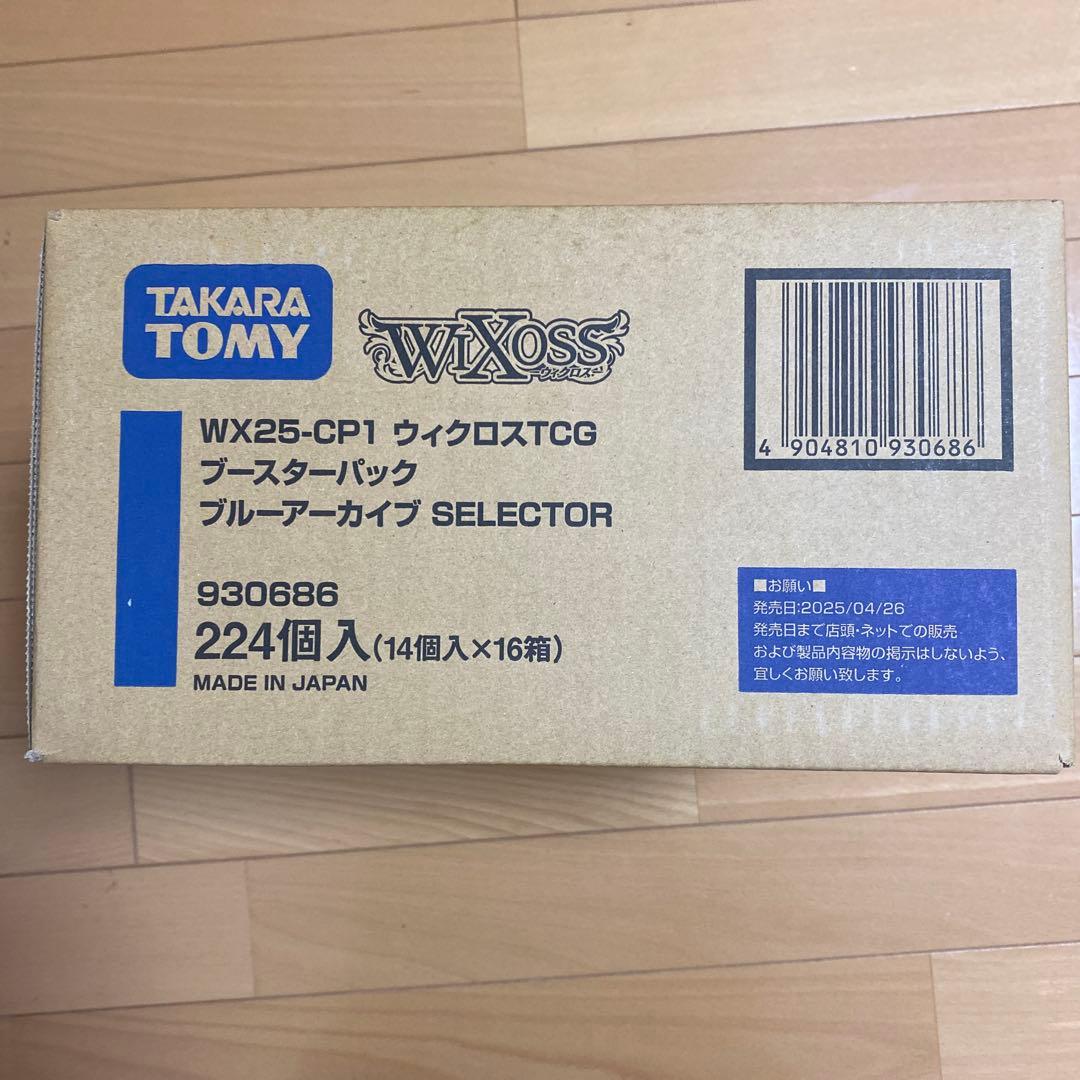 TAKARA
TOMY
WIXOSS
ウィクロス
WX25-CP1 ウィクロスTCG
ブースターパック
ブルーアーカイブ SELECTOR
930686
224個入(14個入×16箱)
MADE IN JAPAN
4 904810 930686
■お願い■
発売日:2025/04/26
発売日まで店頭・ネットでの販売
および製品内容物の掲示はしないよう、
宜しくお願い致します。